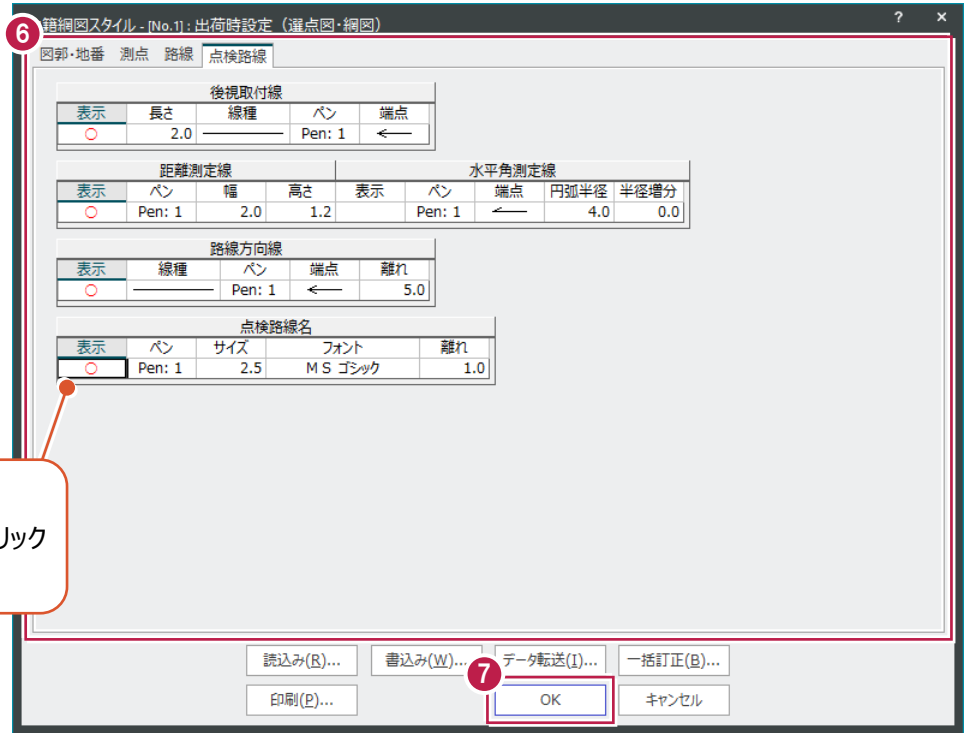 6
籍網図スタイル - [No.1] : 出荷時設定（選点図・網図） ? ×
図郭・地番 測点 路線 点検路線
後視取付線
表示 長さ 線種 ペン 端点
○ 2.0 Pen: 1 ←
距離測定線 水平角測定線
表示 ペン 幅 高さ 表示 ペン 端点 円弧半径 半径増分
○ Pen: 1 2.0 1.2 Pen: 1 ← 4.0 0.0
路線方向線
表示 線種 ペン 端点 離れ
○ Pen: 1 ← 5.0
点検路線名
表示 ペン サイズ フォント 離れ
○ Pen: 1 2.5 ＭＳ ゴシック 1.0
リック
読込み(R)... 書込み(W)... データ転送(I)... 一括訂正(B)...
7
印刷(P)... OK キャンセル